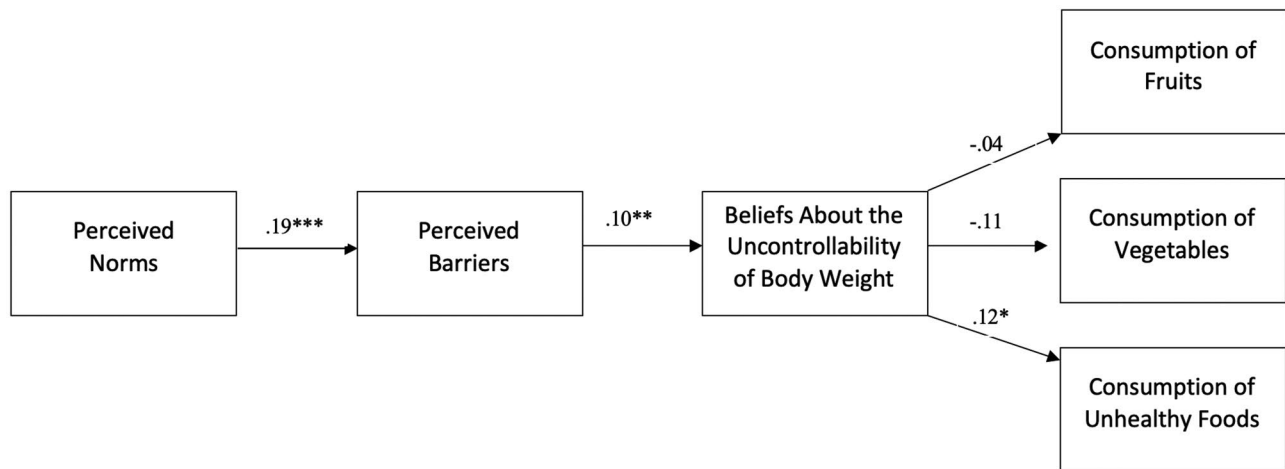 Consumption of
Fruits
-.04
Perceived
Norms
.19***
Perceived
Barriers
.10**
Beliefs About the
Uncontrollability
of Body Weight
-.11
Consumption of
Vegetables
.12*
Consumption of
Unhealthy Foods